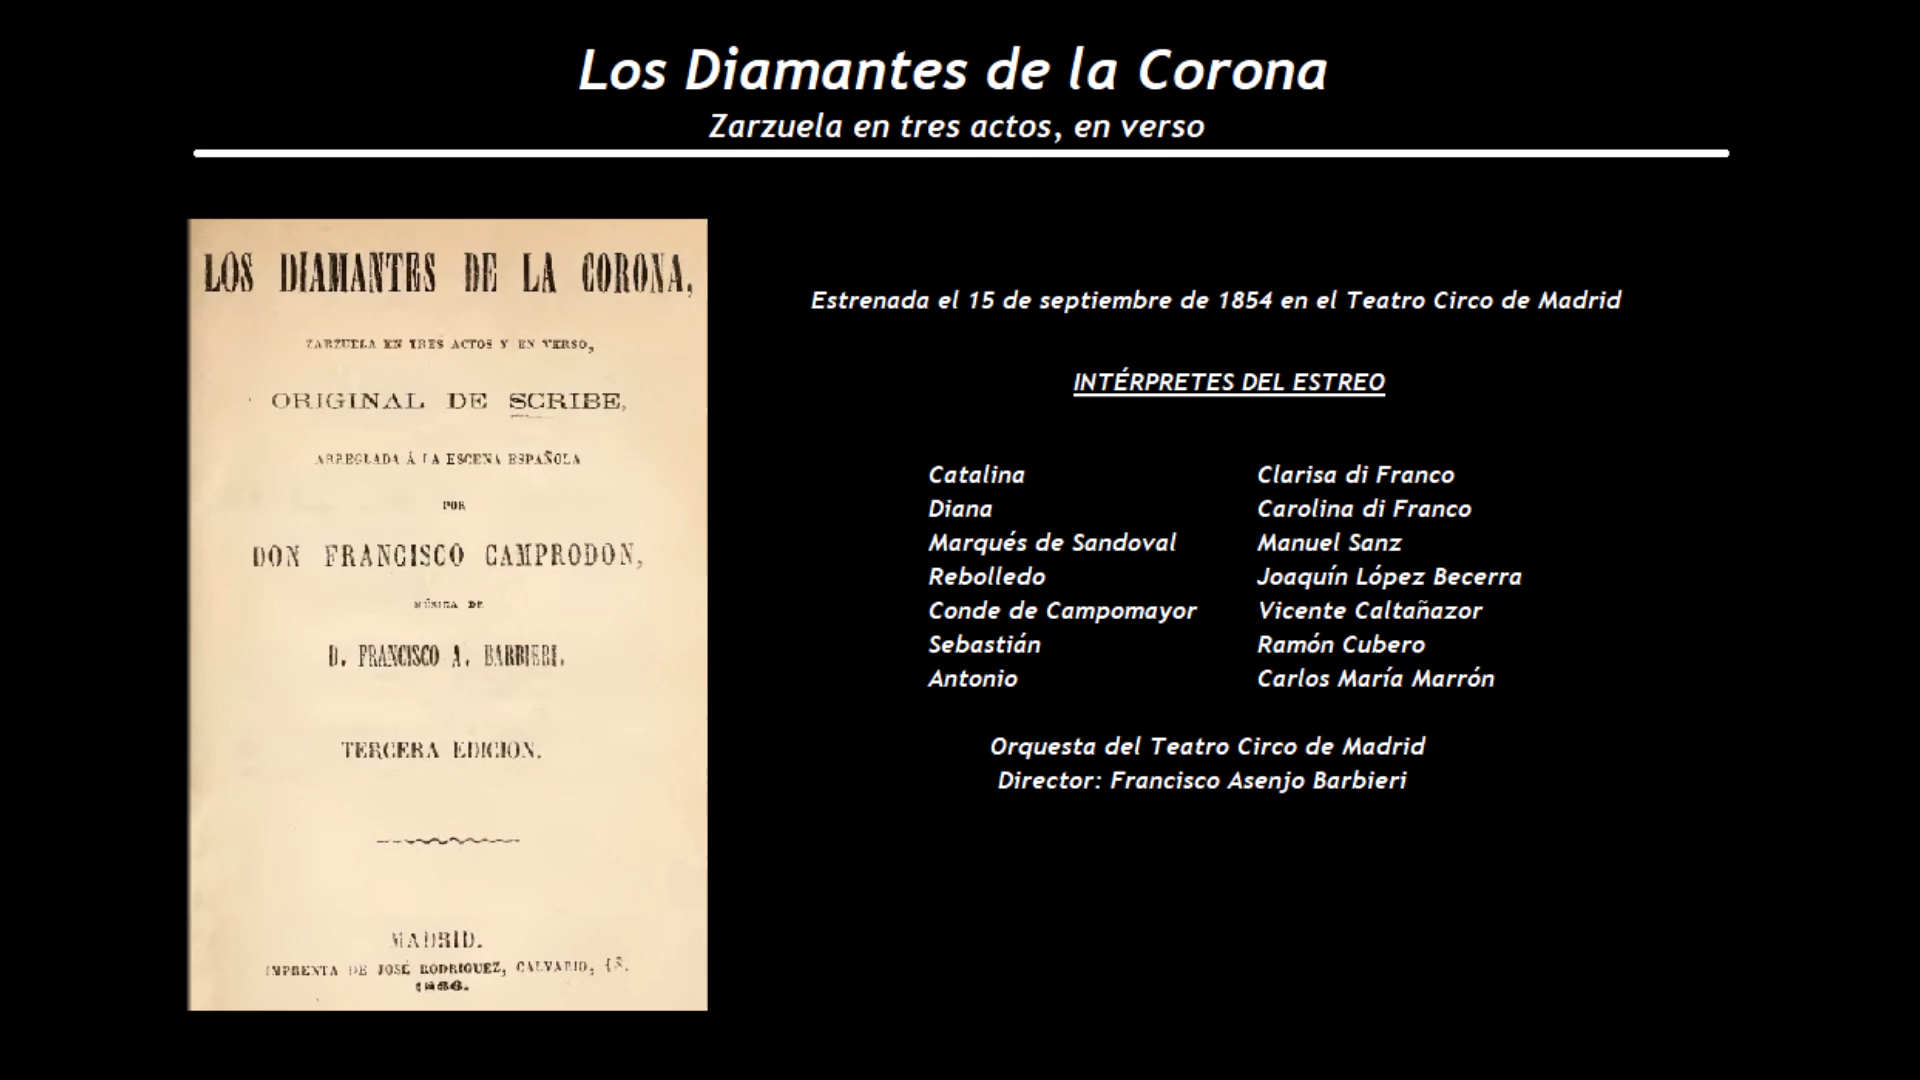 Los Diamantes de la Corona
Zarzuela en tres actos, en verso
LOS DIAMANTES DE LA CORONA,
ZARZUELA EN TRES ACTOS Y EN VERSO,
ORIGINAL DE SCRIBE,
ARREGLADA Á LA ESCENA ESPAÑOLA
POR
DON FRANCISCO CAMPRODON,
MÚSICA DE
D. FRANCISCO A. BARBIERI.
TERCERA EDICION.
MADRID.
IMPRENTA DE JOSÉ RODRIGUEZ, CALVARIO,
Estrenada el 15 de septiembre de 1854 en el Teatro Circo de Madrid
INTÉRPRETES DEL ESTREO
Catalina Clarisa di Franco
Diana Carolina di Franco
Marqués de Sandoval Manuel Sanz
Rebolledo Joaquín López Becerra
Conde de Campomayor Vicente Caltañazor
Sebastián Ramón Cubero
Antonio Carlos María Marrón
Orquesta del Teatro Circo de Madrid
Director: Francisco Asenjo Barbieri